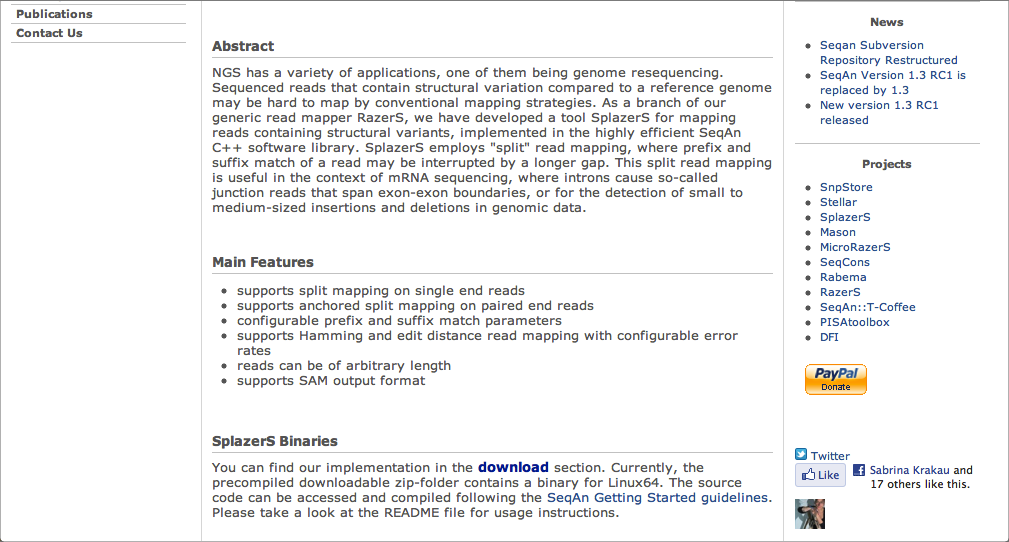 Publications
Contact Us
Abstract
NGS has a variety of applications, one of them being genome resequencing.
Sequenced reads that contain structural variation compared to a reference genome
may be hard to map by conventional mapping strategies. As a branch of our
generic read mapper RazerS, we have developed a tool SplazerS for mapping
reads containing structural variants, implemented in the highly efficient SeqAn
C++ software library. SplazerS employs "split" read mapping, where prefix and
suffix match of a read may be interrupted by a longer gap. This split read mapping
is useful in the context of mRNA sequencing, where introns cause so-called
junction reads that span exon-exon boundaries, or for the detection of small to
medium-sized insertions and deletions in genomic data.
Main Features
supports split mapping on single end reads
supports anchored split mapping on paired end reads
configurable prefix and suffix match parameters
supports Hamming and edit distance read mapping with configurable error
rates
reads can be of arbitrary length
supports SAM output format
SplazerS Binaries
You can find our implementation in the download section. Currently, the
precompiled downloadable zip-folder contains a binary for Linux64. The source
code can be accessed and compiled following the SeqAn Getting Started guidelines.
Please take a look at the README file for usage instructions.
News
Seqan Subversion
Repository Restructured
SeqAn Version 1.3 RC1 is
replaced by 1.3
New version 1.3 RC1
released
Projects
SnpStore
Stellar
SplazerS
Mason
MicroRazerS
SeqCons
Rabema
RazerS
SeqAn::T-Coffee
PISAtoolbox
DFI
PayPal
Donate
Twitter
Like
Sabrina Krakau and
17 others like this.